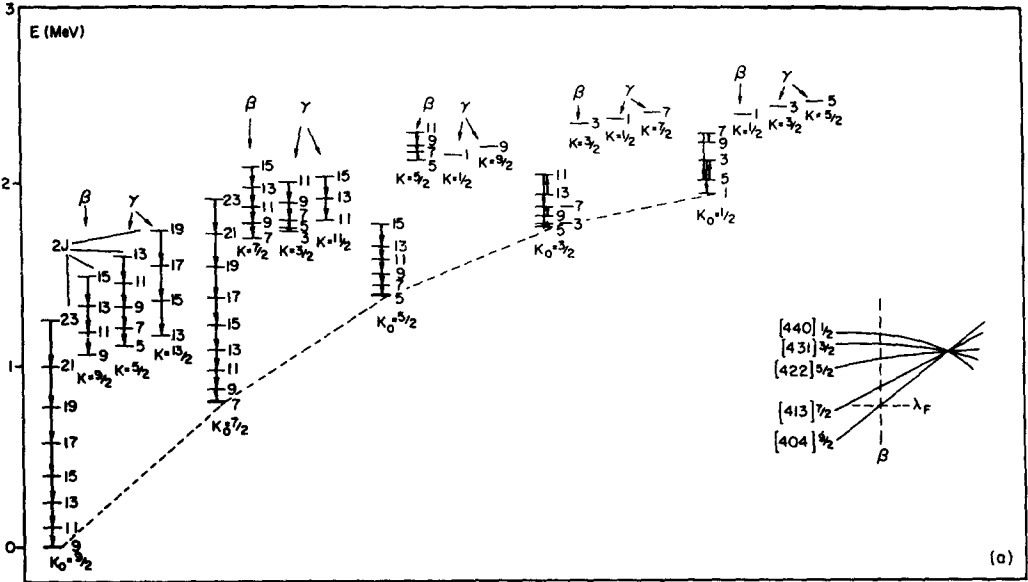 3
E (MeV)
2
1
0
2J
β
γ
23
21
19
17
15
13
11
9
K₀=9/2
15
13
11
9
K=9/2
13
11
9
7
5
K=5/2
19
17
15
13
K=13/2
23
21
19
17
15
13
11
9
7
K₀=7/2
β
γ
15
13
11
9
7
K=7/2
11
9
7
5
3
K=3/2
15
13
11
K=11/2
15
13
11
9
7
5
K₀=5/2
β
γ
11
9
7
5
K=5/2
1
K=1/2
9
K=9/2
11
13
7
9
5
3
K₀=3/2
β
γ
3
K=3/2
1
K=1/2
7
K=7/2
7
9
3
5
1
K₀=1/2
β
γ
1
K=1/2
3
K=3/2
5
K=5/2
[440] 1/2
[431] 3/2
[422] 5/2
[413] 7/2
[404] 9/2
λF
β
(a)